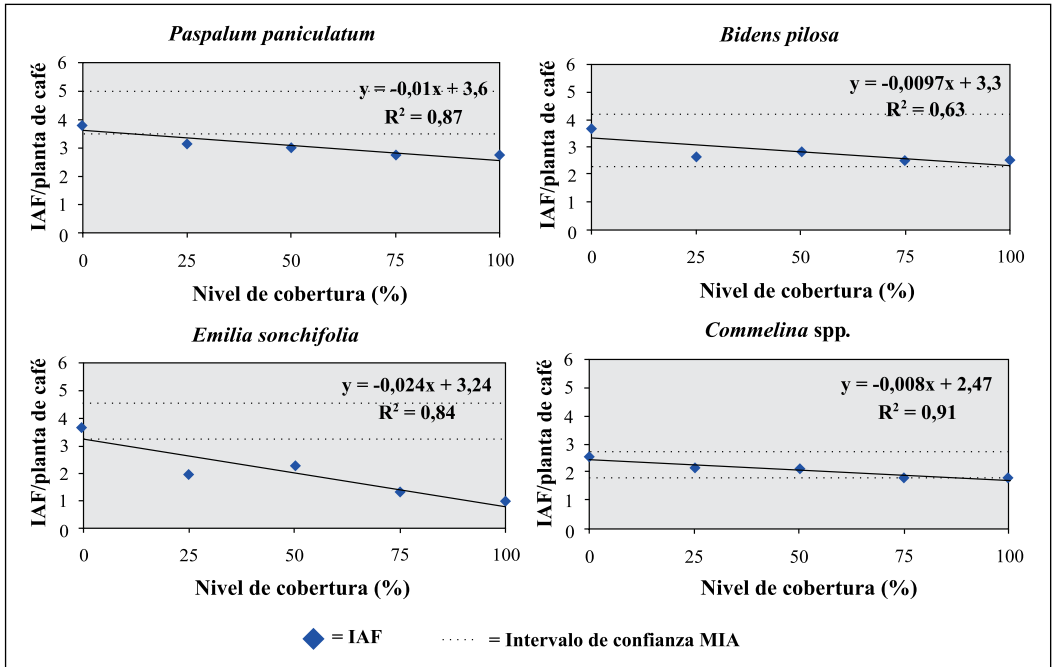 Paspalum paniculatum
IAF/planta de café
6
5
4
3
2
1
0
y = -0,01x + 3,6
R² = 0,87
0 25 50 75 100
Nivel de cobertura (%)
Bidens pilosa
IAF/planta de café
6
5
4
3
2
1
0
y = -0,0097x + 3,3
R² = 0,63
0 25 50 75 100
Nivel de cobertura (%)
Emilia sonchifolia
IAF/planta de café
6
5
4
3
2
1
0
y = -0,024x + 3,24
R² = 0,84
0 25 50 75 100
Nivel de cobertura (%)
Commelina spp.
IAF/planta de café
6
5
4
3
2
1
0
y = -0,008x + 2,47
R² = 0,91
0 25 50 75 100
Nivel de cobertura (%)
= IAF
= Intervalo de confianza MIA